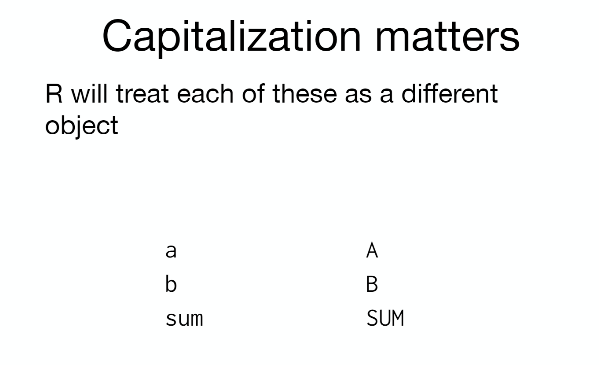 Capitalization matters
R will treat each of these as a different
object
a A
b B
sum SUM